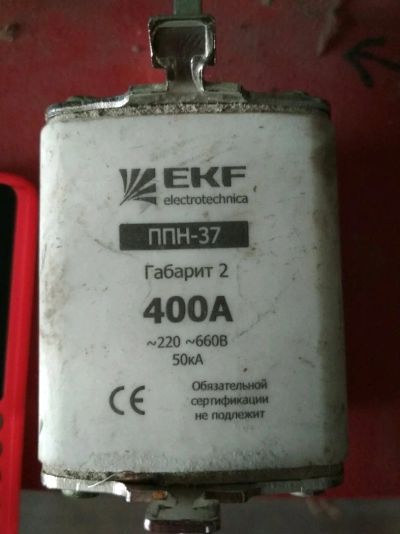 EKF
electrotechnica
ППН-37
Габарит 2
400А
~220 ~660В
50кА
CE
Обязательной
сертификации
не подлежит